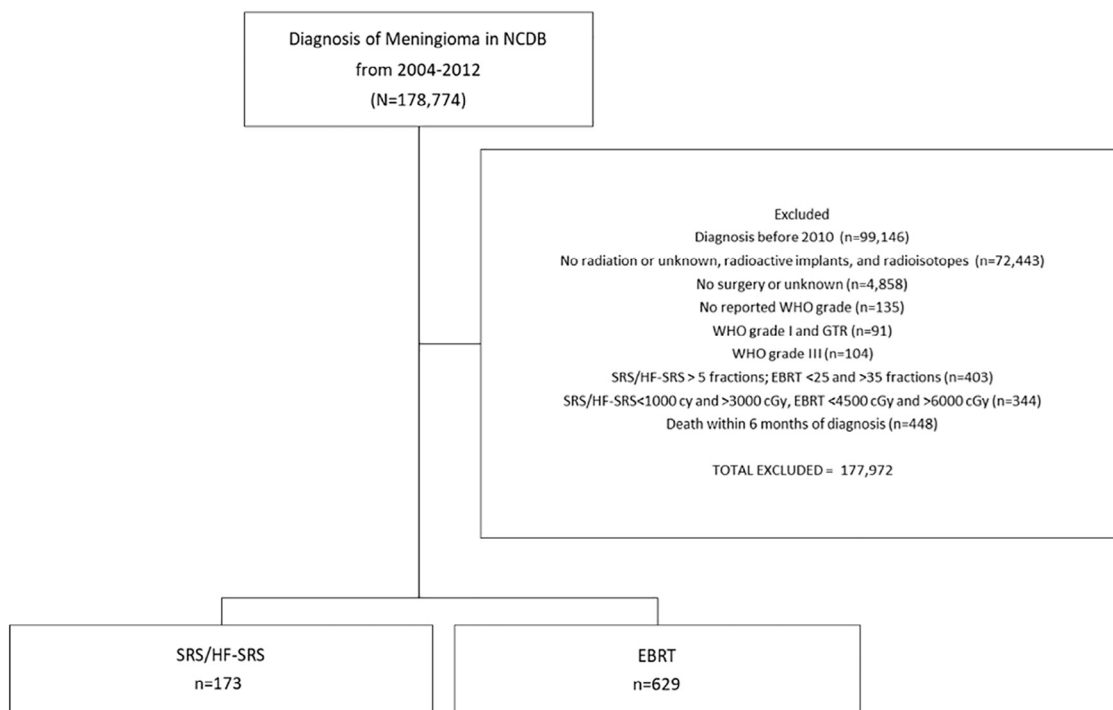 Diagnosis of Meningioma in NCDB
from 2004-2012
(N=178,774)
Excluded
Diagnosis before 2010 (n=99,146)
No radiation or unknown, radioactive implants, and radioisotopes (n=72,443)
No surgery or unknown (n=4,858)
No reported WHO grade (n=135)
WHO grade I and GTR (n=91)
WHO grade III (n=104)
SRS/HF-SRS > 5 fractions; EBRT <25 and >35 fractions (n=403)
SRS/HF-SRS<1000 cy and >3000 cGy, EBRT <4500 cGy and >6000 cGy (n=344)
Death within 6 months of diagnosis (n=448)
TOTAL EXCLUDED = 177,972
SRS/HF-SRS
n=173
EBRT
n=629